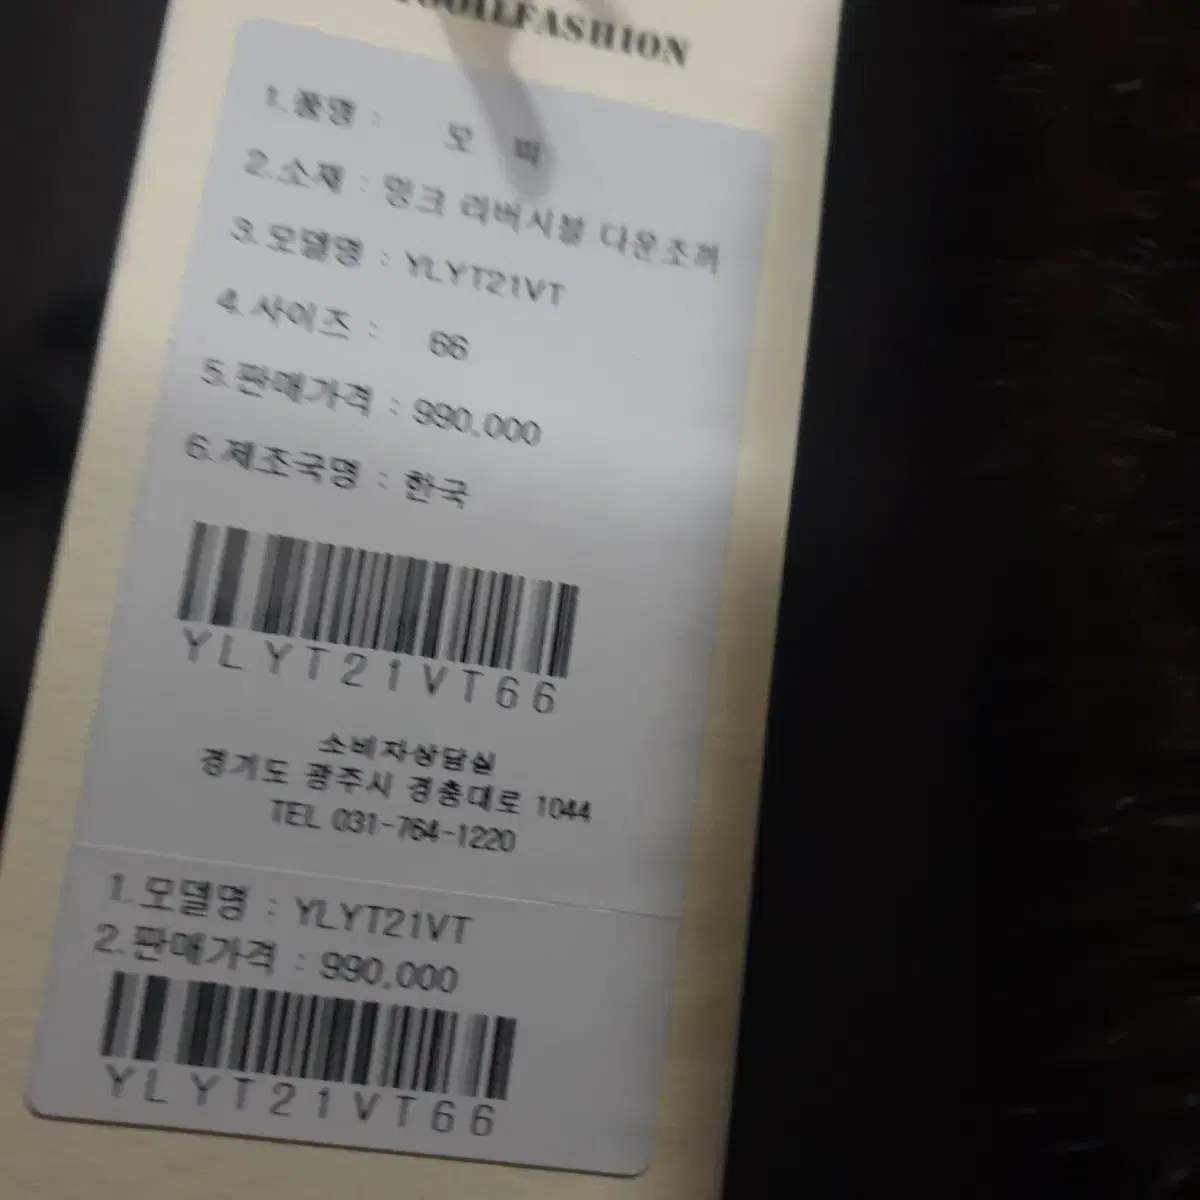 FASHION
1.품명 : 모 피
2.소재 : 밍크 리버시블 다운조끼
3.모델명 : YLYT21VT
4.사이즈 : 66
5.판매가격 : 990,000
6.제조국명 : 한국
YLYT21VT66
소비자상담실
경기도 광주시 경충대로 1044
TEL 031-764-1220
1.모델명 : YLYT21VT
2.판매가격 : 990,000
YLYT21VT66